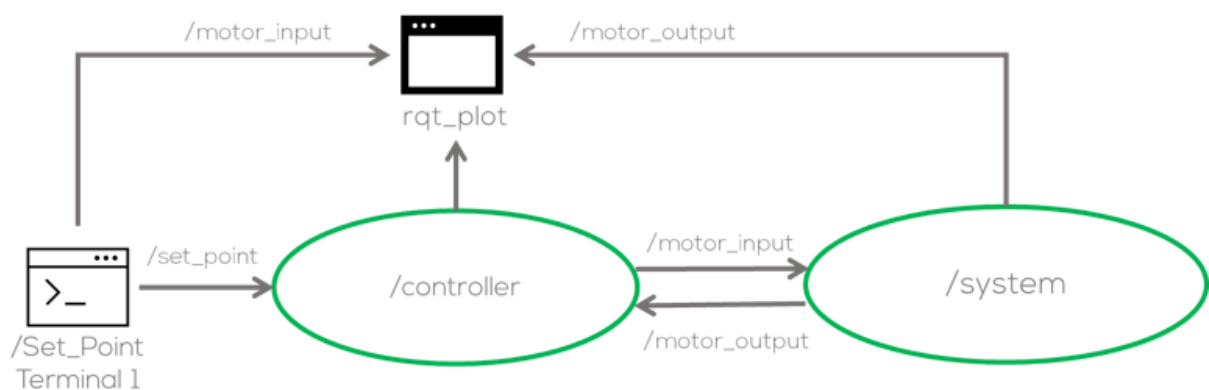 /motor_input
/motor_output
rqt_plot
/set_point
/motor_input
/controller
/system
/motor_output
/Set_Point
Terminal 1